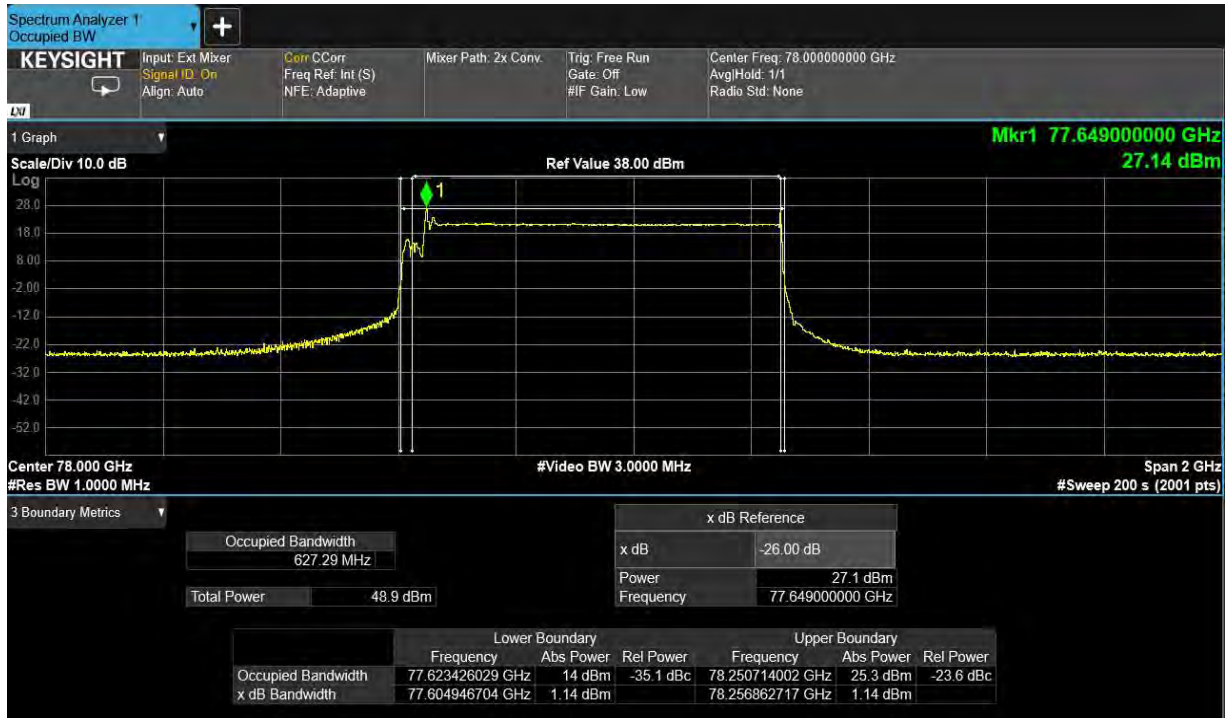 Spectrum Analyzer 1
Occupied BW
+
KEYSIGHT
Input: Ext Mixer
Signal ID: On
Align: Auto
Corr CCorr
Freq Ref: Int (S)
NFE: Adaptive
Mixer Path: 2x Conv.
Trig: Free Run
Gate: Off
#IF Gain: Low
Center Freq: 78.000000000 GHz
Avg|Hold: 1/1
Radio Std: None
LXI
1 Graph
Mkr1 77.649000000 GHz
27.14 dBm
Scale/Div 10.0 dB
Ref Value 38.00 dBm
Log
1
28.0
18.0
8.00
-2.00
-12.0
-22.0
-32.0
-42.0
-52.0
Center 78.000 GHz
#Video BW 3.0000 MHz
Span 2 GHz
#Res BW 1.0000 MHz
#Sweep 200 s (2001 pts)
3 Boundary Metrics
Occupied Bandwidth
627.29 MHz
Total Power 48.9 dBm
x dB Reference
x dB -26.00 dB
Power 27.1 dBm
Frequency 77.649000000 GHz
Lower Boundary Upper Boundary
Frequency Abs Power Rel Power Frequency Abs Power Rel Power
Occupied Bandwidth 77.623426029 GHz 14 dBm -35.1 dBc 78.250714002 GHz 25.3 dBm -23.6 dBc
x dB Bandwidth 77.604946704 GHz 1.14 dBm 78.256862717 GHz 1.14 dBm